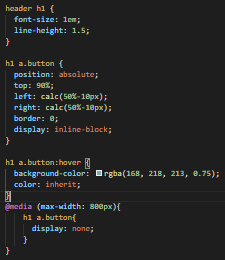 header h1 {
  font-size: 1em;
  line-height: 1.5;
}

h1 a.button {
  position: absolute;
  top: 90%;
  left: calc(50%-10px);
  right: calc(50%-10px);
  border: 0;
  display: inline-block;
}

h1 a.button:hover {
  background-color: rgba(168, 218, 213, 0.75);
  color: inherit;
}
@media (max-width: 800px){
    h1 a.button{
      display: none;
    }
}